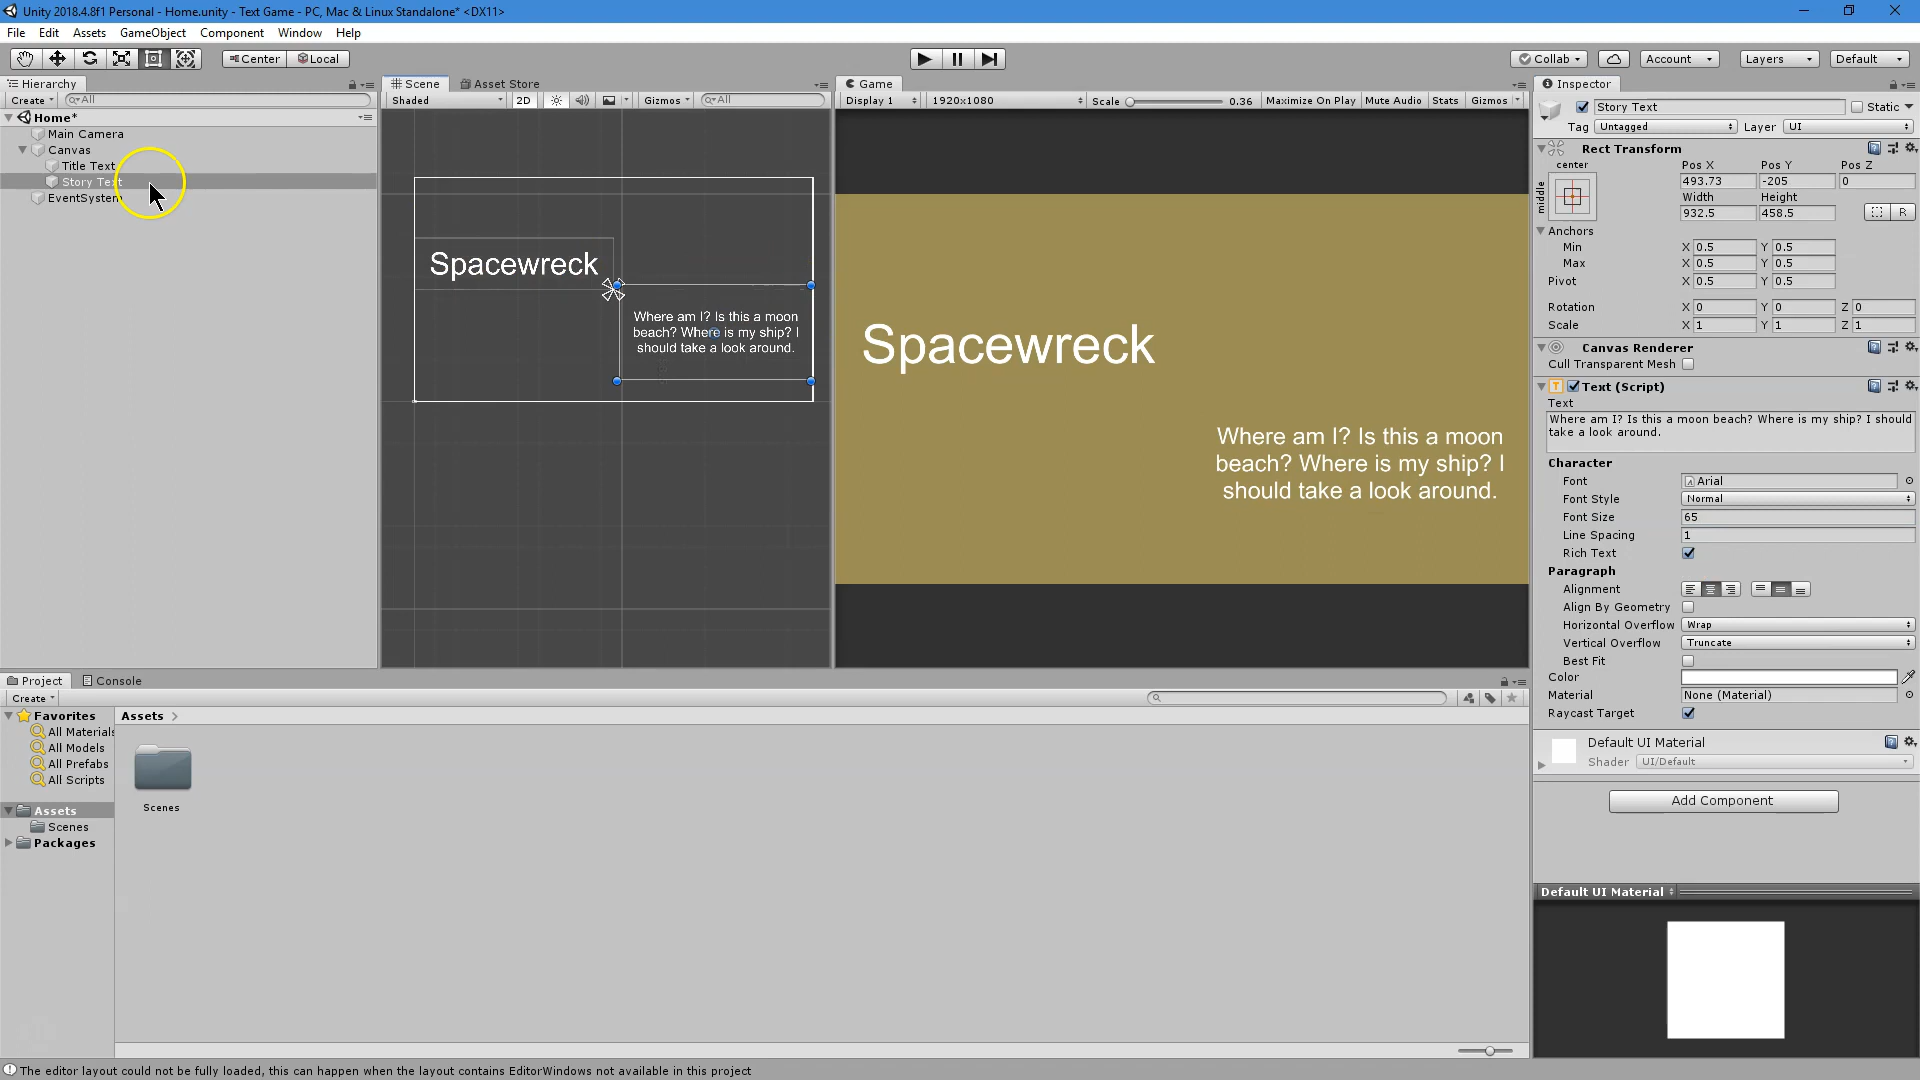 Unity 2018.4.8f1 Personal - Home.unity - Text Game - PC, Mac & Linux Standalone* <DX11>
File Edit Assets GameObject Component Window Help
Center Local Collab Account Layers Default
Hierarchy
Create All
Home*
Main Camera
Canvas
Title Text
Story Text
EventSystem
Scene Asset Store
Shaded 2D Gizmos All
Spacewreck
Where am I? Is this a moon
beach? Where is my ship? I
should take a look around.
Game
Display 1 1920x1080 Scale 0.36 Maximize On Play Mute Audio Stats Gizmos
Spacewreck
Where am I? Is this a moon
beach? Where is my ship? I
should take a look around.
Inspector
Story Text Static
Tag Untagged Layer UI
Rect Transform
center Pos X Pos Y Pos Z
middle 493.73 -205 0
Width Height
932.5 458.5 R
Anchors
Min X 0.5 Y 0.5
Max X 0.5 Y 0.5
Pivot X 0.5 Y 0.5
Rotation X 0 Y 0 Z 0
Scale X 1 Y 1 Z 1
Canvas Renderer
Cull Transparent Mesh
Text (Script)
Text
Where am I? Is this a moon beach? Where is my ship? I should
take a look around.
Character
Font Arial
Font Style Normal
Font Size 65
Line Spacing 1
Rich Text
Paragraph
Alignment
Align By Geometry
Horizontal Overflow Wrap
Vertical Overflow Truncate
Best Fit
Color
Material None (Material)
Raycast Target
Default UI Material
Shader UI/Default
Add Component
Default UI Material
Project Console
Create
Favorites
All Materials
All Models
All Prefabs
All Scripts
Assets
Scenes
Packages
Assets
Scenes
The editor layout could not be fully loaded, this can happen when the layout contains EditorWindows not available in this project